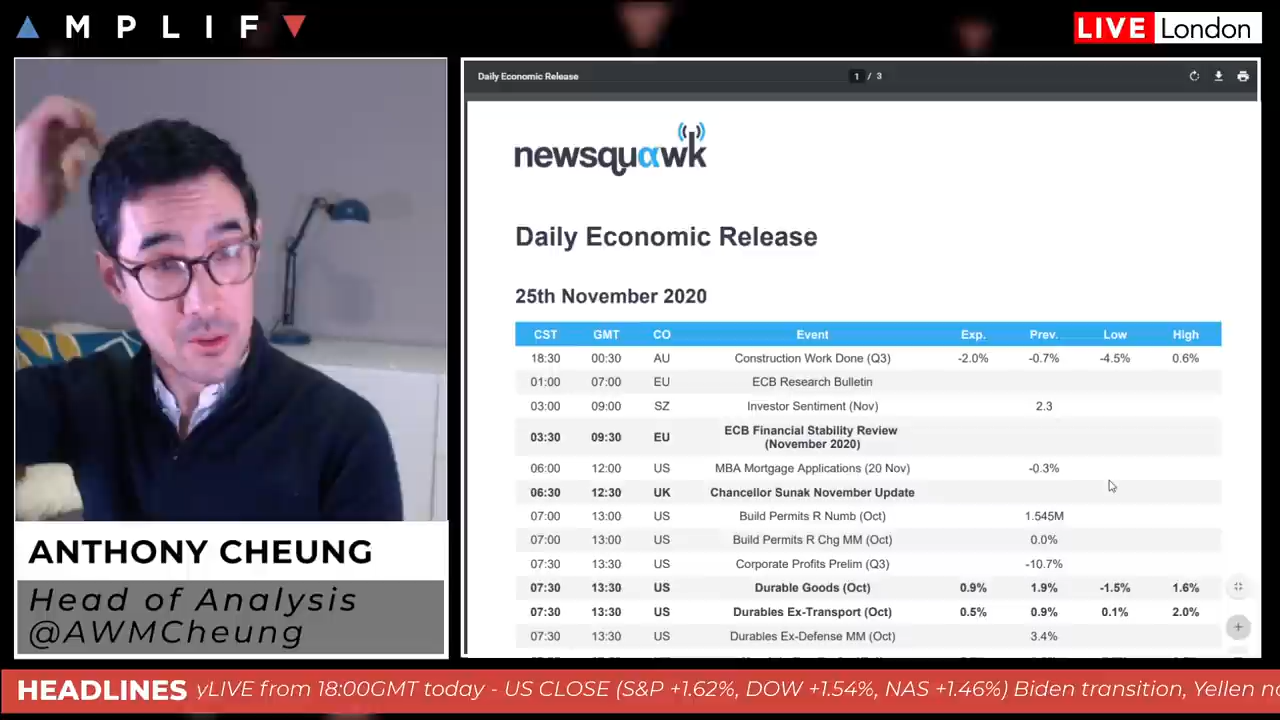 AMPLIFY
LIVE London
Daily Economic Release
1 / 3
newsquawk
Daily Economic Release
25th November 2020
CST GMT CO Event Exp. Prev. Low High
18:30 00:30 AU Construction Work Done (Q3) -2.0% -0.7% -4.5% 0.6%
01:00 07:00 EU ECB Research Bulletin
03:00 09:00 SZ Investor Sentiment (Nov) 2.3
03:30 09:30 EU ECB Financial Stability Review
(November 2020)
06:00 12:00 US MBA Mortgage Applications (20 Nov) -0.3%
06:30 12:30 UK Chancellor Sunak November Update
07:00 13:00 US Build Permits R Numb (Oct) 1.545M
07:00 13:00 US Build Permits R Chg MM (Oct) 0.0%
07:30 13:30 US Corporate Profits Prelim (Q3) -10.7%
07:30 13:30 US Durable Goods (Oct) 0.9% 1.9% -1.5% 1.6%
07:30 13:30 US Durables Ex-Transport (Oct) 0.5% 0.9% 0.1% 2.0%
07:30 13:30 US Durables Ex-Defense MM (Oct) 3.4%
ANTHONY CHEUNG
Head of Analysis
@AWMCheung
HEADLINES yLIVE from 18:00GMT today - US CLOSE (S&P +1.62%, DOW +1.54%, NAS +1.46%) Biden transition, Yellen no